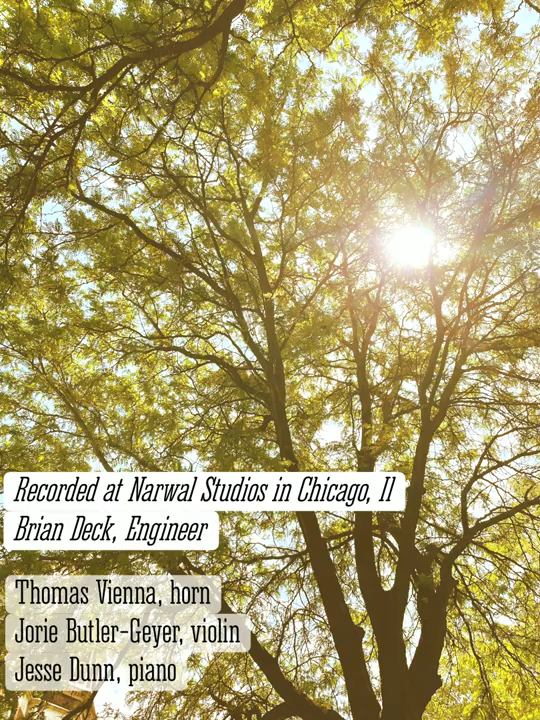 Recorded at Narwal Studios in Chicago, Il
Brian Deck, Engineer
Thomas Vienna, horn
Jorie Butler-Geyer, violin
Jesse Dunn, piano